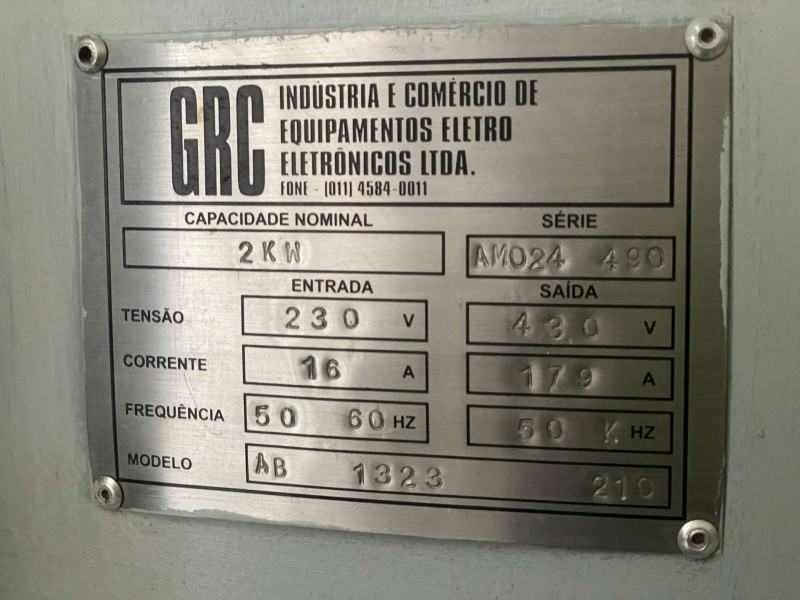 GRC INDÚSTRIA E COMÉRCIO DE
EQUIPAMENTOS ELETRO
ELETRÔNICOS LTDA.
FONE - (011) 4584-0011
CAPACIDADE NOMINAL SÉRIE
2KW AM024 490
ENTRADA SAÍDA
TENSÃO 230 V 430 V
CORRENTE 16 A 179 A
FREQUÊNCIA 50 60 HZ 50 K HZ
MODELO AB 1323 210